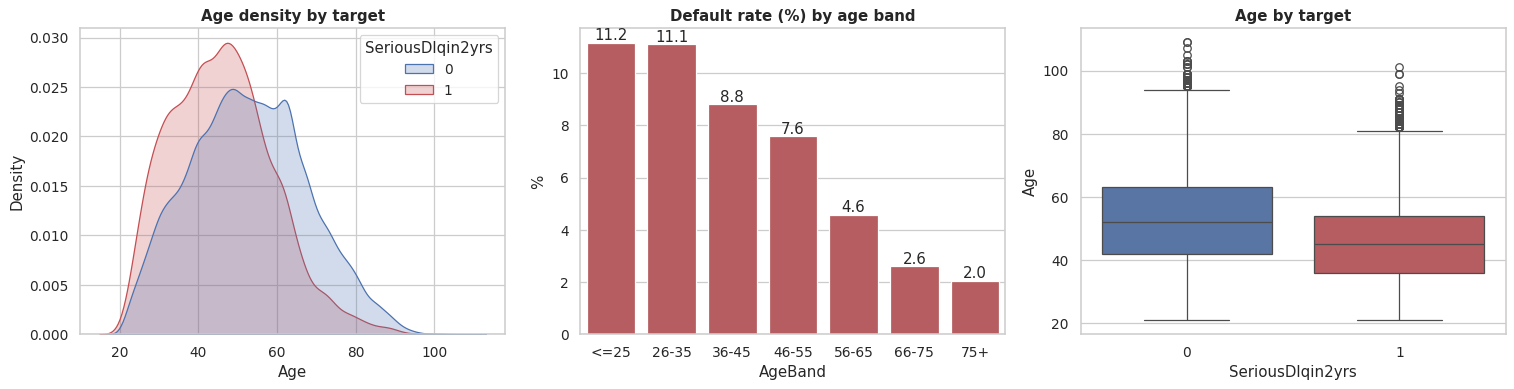 Age density by target
0.030
0.025
0.020
0.015
0.010
0.005
0.000
Density
20 40 60 80 100
Age
SeriousDlqin2yrs
0
1
Default rate (%) by age band
10
8
6
4
2
0
%
11.2
11.1
8.8
7.6
4.6
2.6
2.0
<=25 26-35 36-45 46-55 56-65 66-75 75+
AgeBand
Age by target
100
80
60
40
20
Age
0 1
SeriousDlqin2yrs